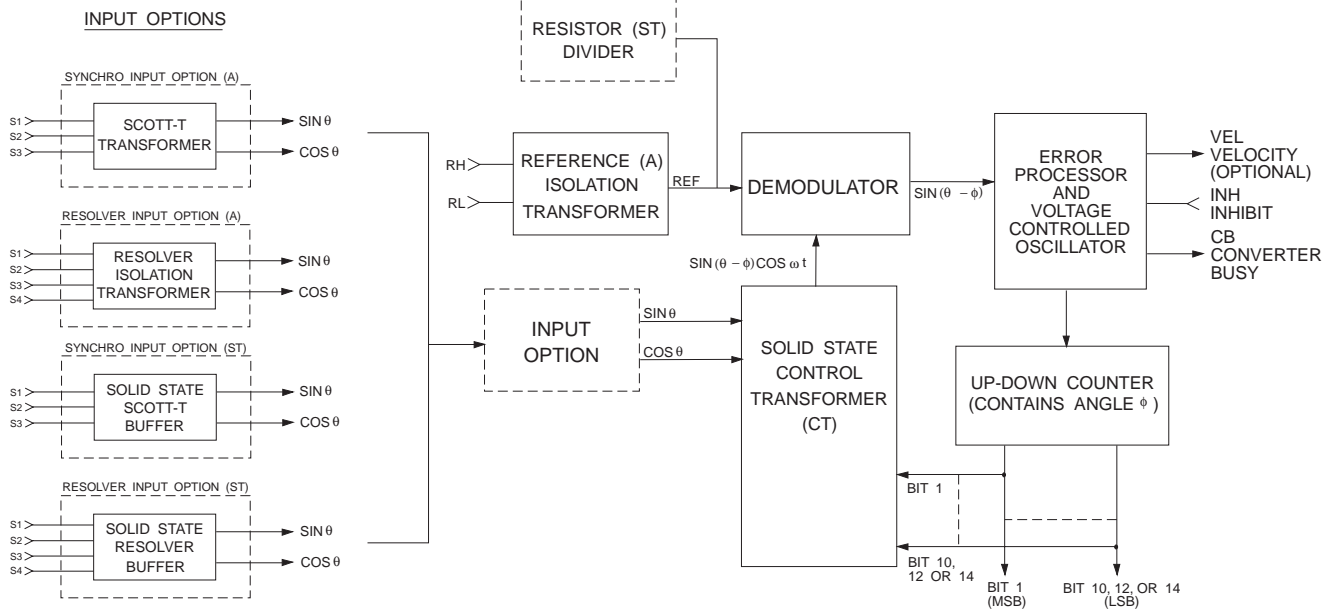 INPUT OPTIONS
SYNCHRO INPUT OPTION (A)
S1
S2
S3
SCOTT-T
TRANSFORMER
SIN θ
COS θ
RESOLVER INPUT OPTION (A)
S1
S2
S3
S4
RESOLVER
ISOLATION
TRANSFORMER
SIN θ
COS θ
SYNCHRO INPUT OPTION (ST)
S1
S2
S3
SOLID STATE
SCOTT-T
BUFFER
SIN θ
COS θ
RESOLVER INPUT OPTION (ST)
S1
S2
S3
S4
SOLID STATE
RESOLVER
BUFFER
SIN θ
COS θ
RESISTOR (ST)
DIVIDER
RH
RL
REFERENCE (A)
ISOLATION
TRANSFORMER
REF
DEMODULATOR
SIN(θ - ϕ)
SIN(θ - ϕ)COS ωt
INPUT
OPTION
SIN θ
COS θ
SOLID STATE
CONTROL
TRANSFORMER
(CT)
ERROR
PROCESSOR
AND
VOLTAGE
CONTROLLED
OSCILLATOR
VEL
VELOCITY
(OPTIONAL)
INH
INHIBIT
CB
CONVERTER
BUSY
UP-DOWN COUNTER
(CONTAINS ANGLE ϕ )
BIT 1
BIT 10,
12 OR 14
BIT 1
(MSB)
BIT 10, 12, OR 14
(LSB)